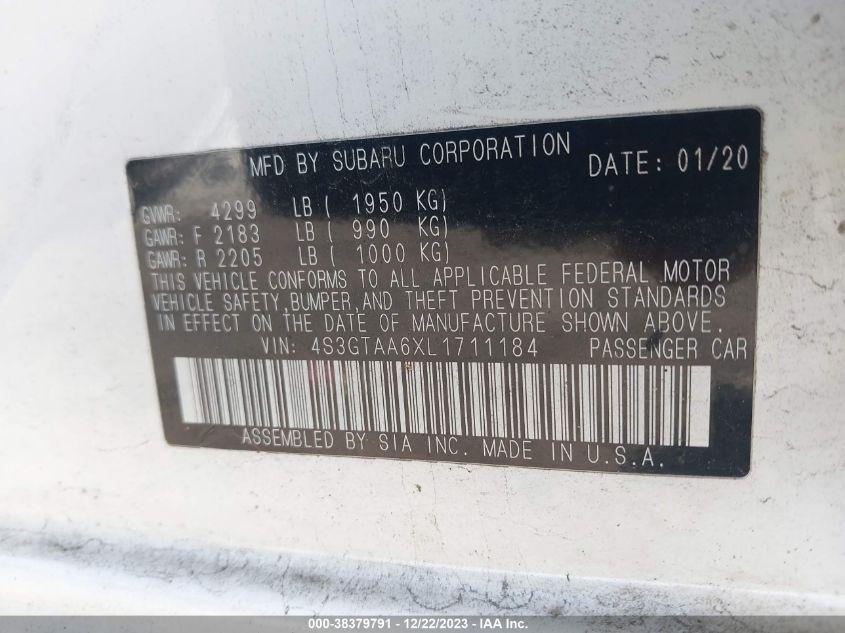 MFD BY SUBARU CORPORATION DATE: 01/20
GVWR: 4299 LB ( 1950 KG)
GAWR: F 2183 LB ( 990 KG)
GAWR: R 2205 LB ( 1000 KG)
THIS VEHICLE CONFORMS TO ALL APPLICABLE FEDERAL MOTOR
VEHICLE SAFETY,BUMPER,AND THEFT PREVENTION STANDARDS
IN EFFECT ON THE DATE OF MANUFACTURE SHOWN ABOVE.
VIN: 4S3GTAA6XL1711184 PASSENGER CAR
ASSEMBLED BY SIA INC. MADE IN U.S.A.
000-38379791 - 12/22/2023 - IAA Inc.